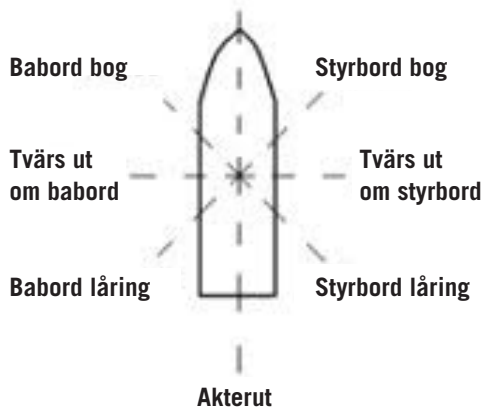 Babord bog
Styrbord bog
Tvärs ut
om babord
Tvärs ut
om styrbord
Babord låring
Styrbord låring
Akterut